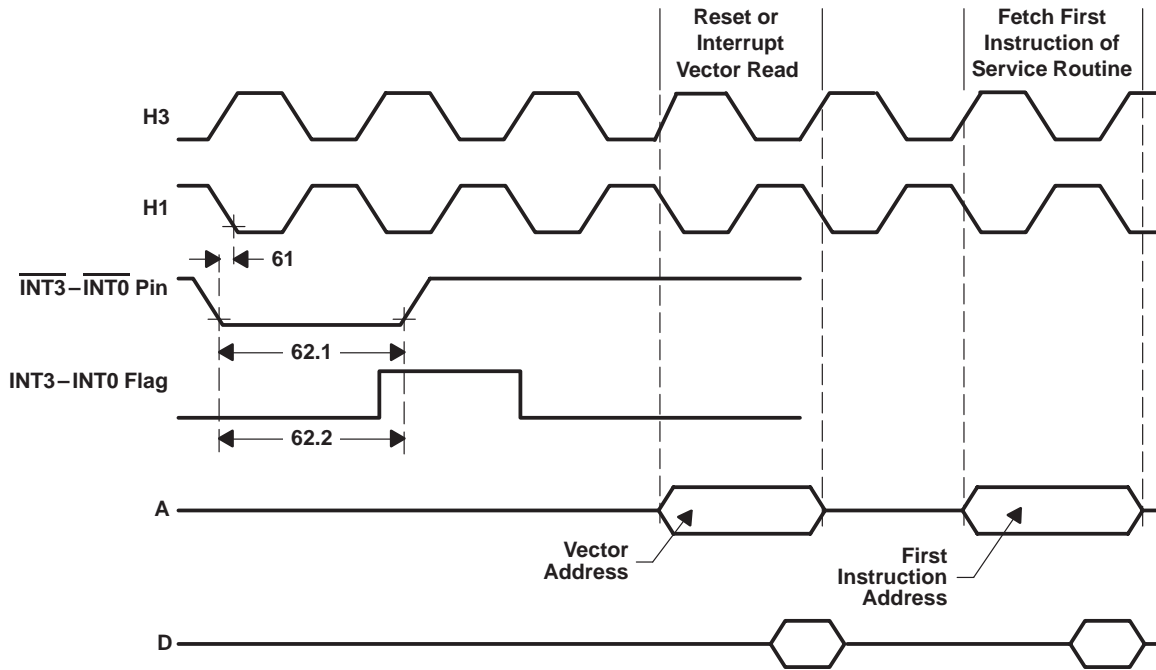 Reset or
Interrupt
Vector Read
Fetch First
Instruction of
Service Routine
H3
H1
61
INT3–INT0 Pin
62.1
INT3–INT0 Flag
62.2
A
Vector
Address
First
Instruction
Address
D